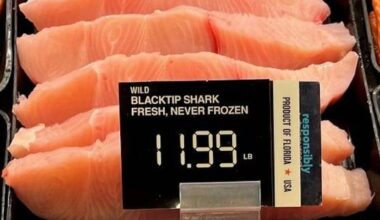 WILD
BLACKTIP SHARK
FRESH, NEVER FROZEN
11.99 LB
PRODUCT OF FLORIDA ★ USA
responsibly